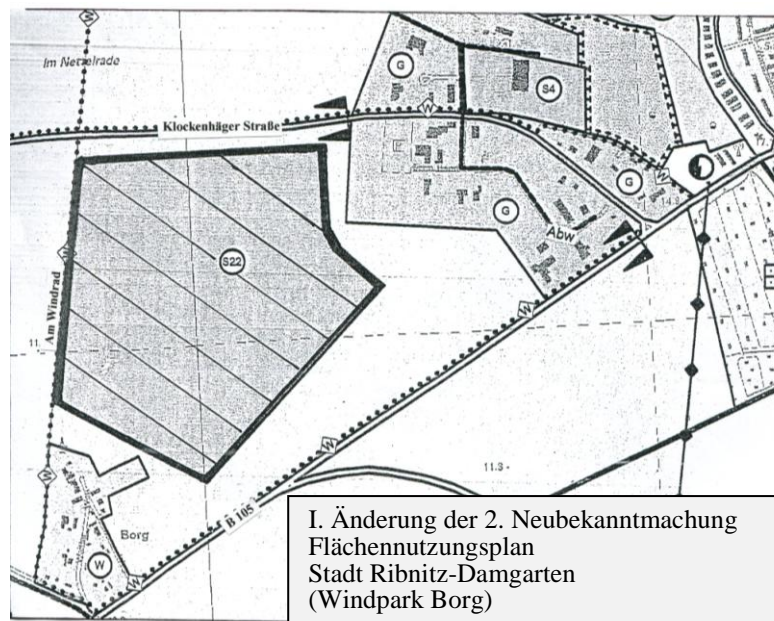 Im Netzelrade
G
S4
W
Klockenhäger Straße
W
G
G
Abw
W
S22
Am Windrad
W
11.
W
W
W
11.3
Borg
B 105
W
W
I. Änderung der 2. Neubekanntmachung
Flächennutzungsplan
Stadt Ribnitz-Damgarten
(Windpark Borg)